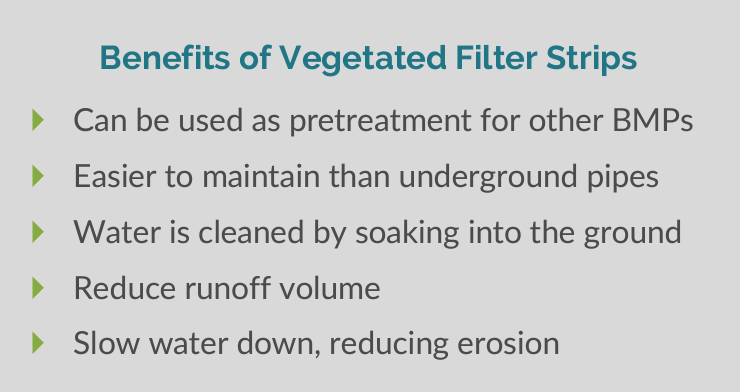 Benefits of Vegetated Filter Strips
Can be used as pretreatment for other BMPs
Easier to maintain than underground pipes
Water is cleaned by soaking into the ground
Reduce runoff volume
Slow water down, reducing erosion